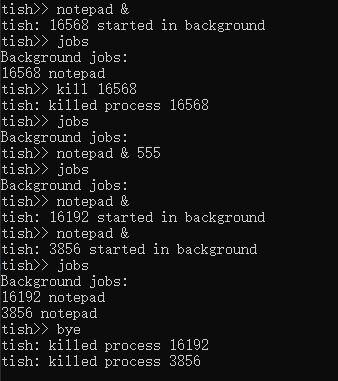 tish>> notepad &
tish: 16568 started in background
tish>> jobs
Background jobs:
16568 notepad
tish>> kill 16568
tish: killed process 16568
tish>> jobs
Background jobs:
tish>> notepad & 555
tish>> jobs
Background jobs:
tish>> notepad &
tish: 16192 started in background
tish>> notepad &
tish: 3856 started in background
tish>> jobs
Background jobs:
16192 notepad
3856 notepad
tish>> bye
tish: killed process 16192
tish: killed process 3856